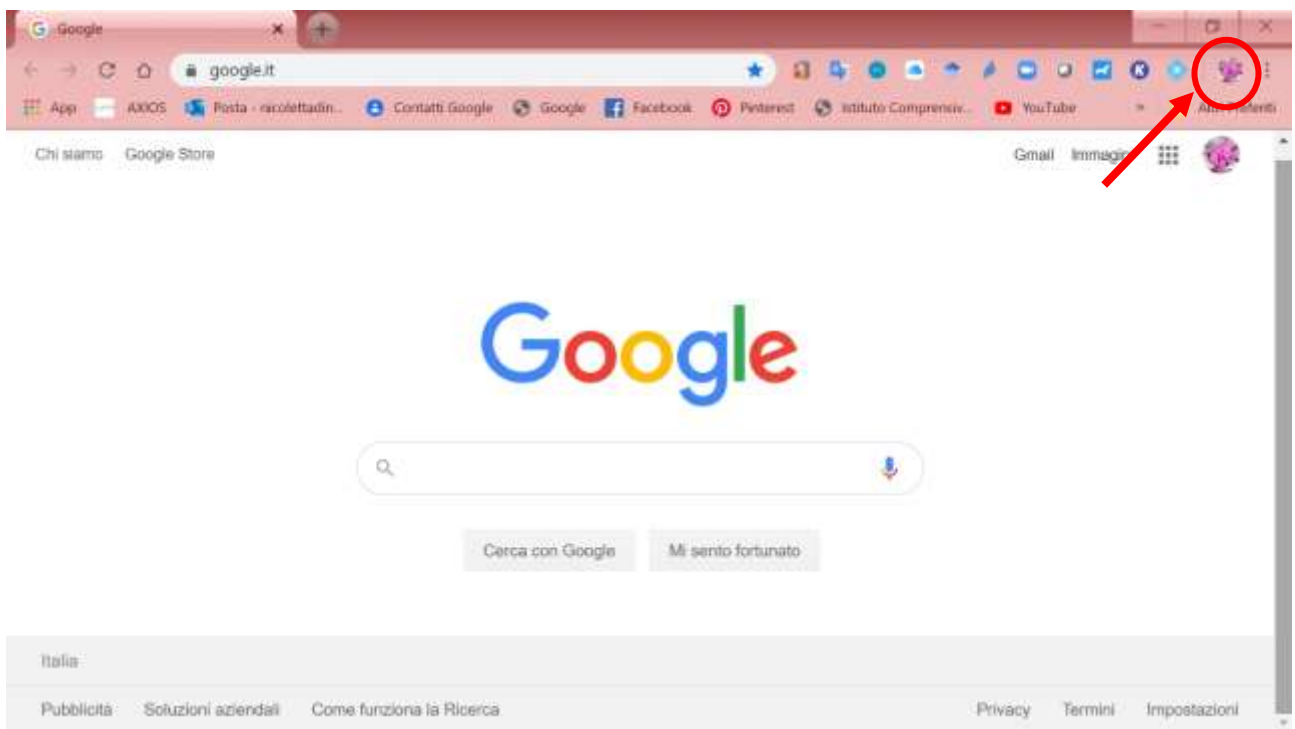 Google
google.it
App AXIOS Posta - nicolettadin... Contatti Google Google Facebook Pinterest Istituto Comprensiv... YouTube »
Chi siamo Google Store Gmail
Google
Cerca con Google Mi sento fortunato
Italia
Pubblicità Soluzioni aziendali Come funziona la Ricerca Privacy Termini Impostazioni